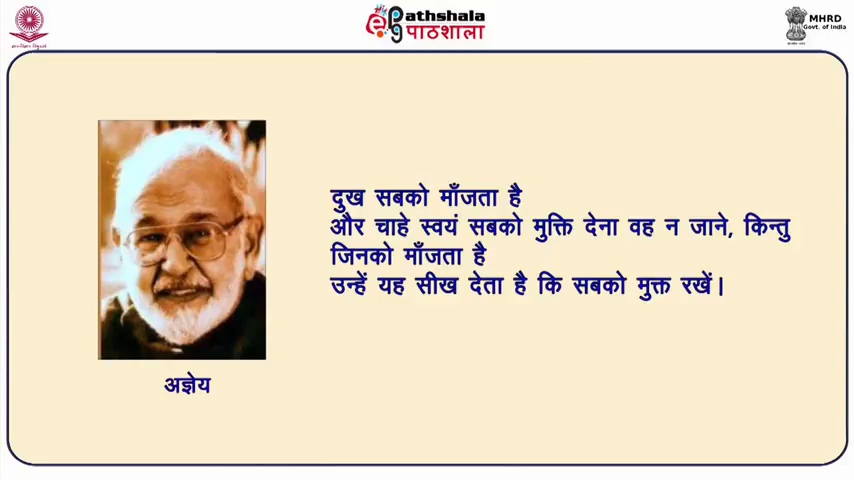 ePathshala
पाठशाला
MHRD
Govt. of India
दुख सबको माँजता है
और चाहे स्वयं सबको मुक्ति देना वह न जाने, किन्तु
जिनको माँजता है
उन्हें यह सीख देता है कि सबको मुक्त रखें।
अज्ञेय